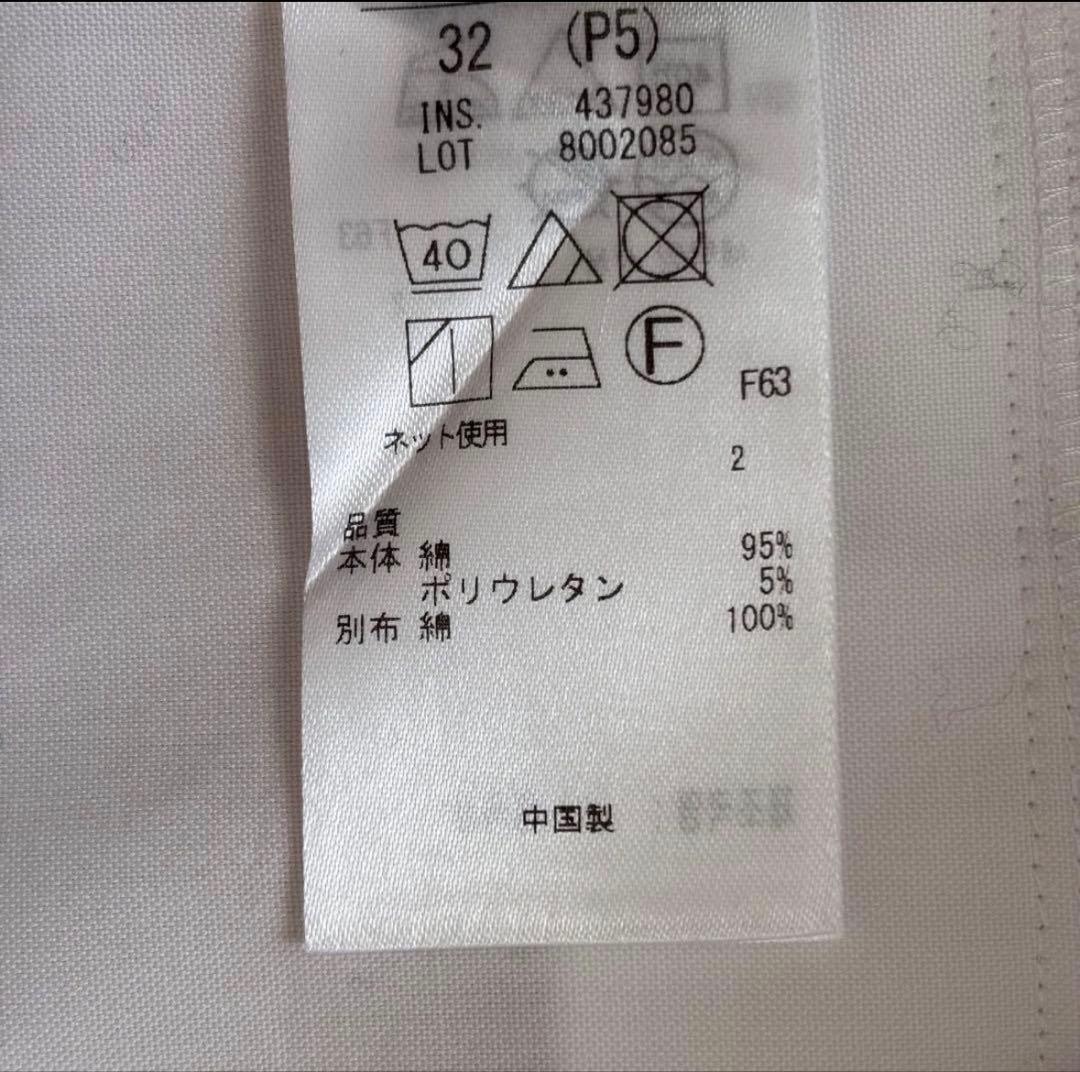 32 (P5)
INS. 437980
LOT 8002085
40
F
F63
ネット使用
2
品質
本体 綿 95%
ポリウレタン 5%
別布 綿 100%
中国製